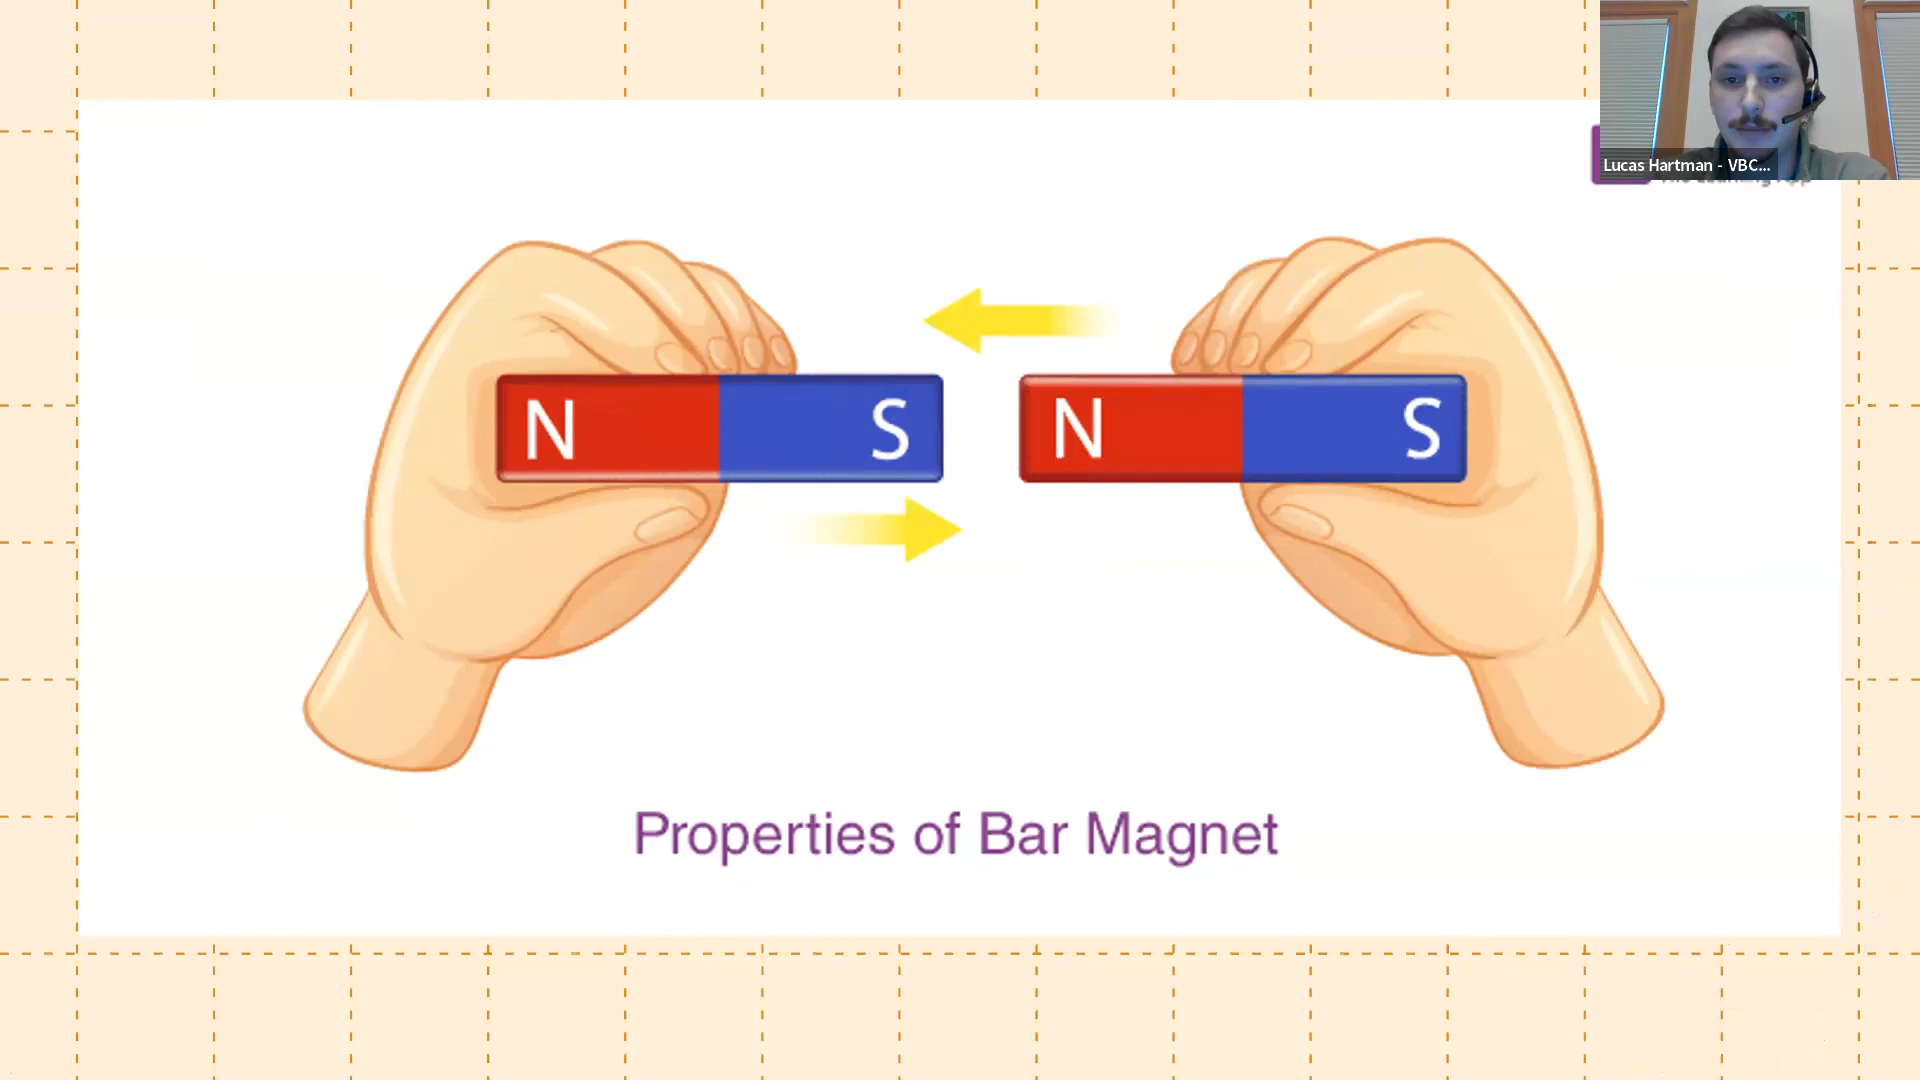 Lucas Hartman - VBC...
N S N S
Properties of Bar Magnet